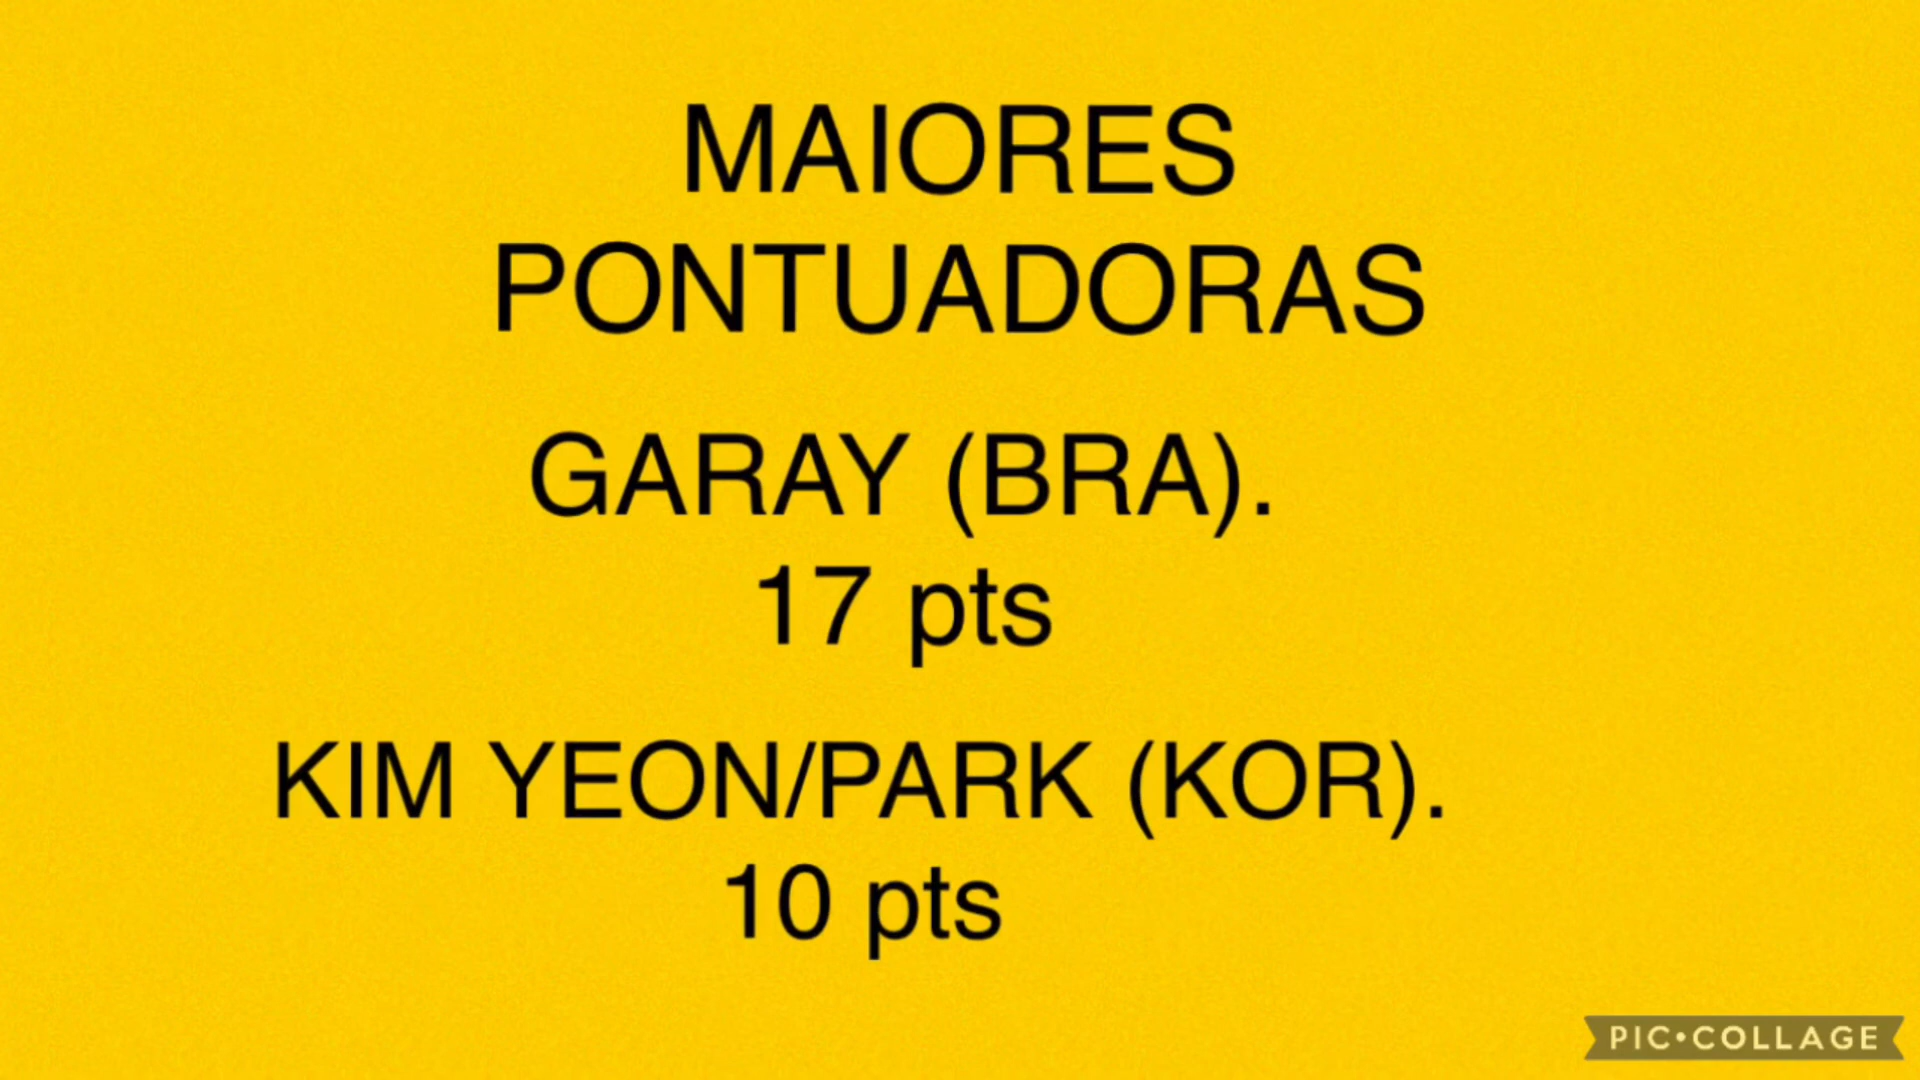 MAIORES
PONTUADORAS
GARAY (BRA).
17 pts
KIM YEON/PARK (KOR).
10 pts
PIC•COLLAGE